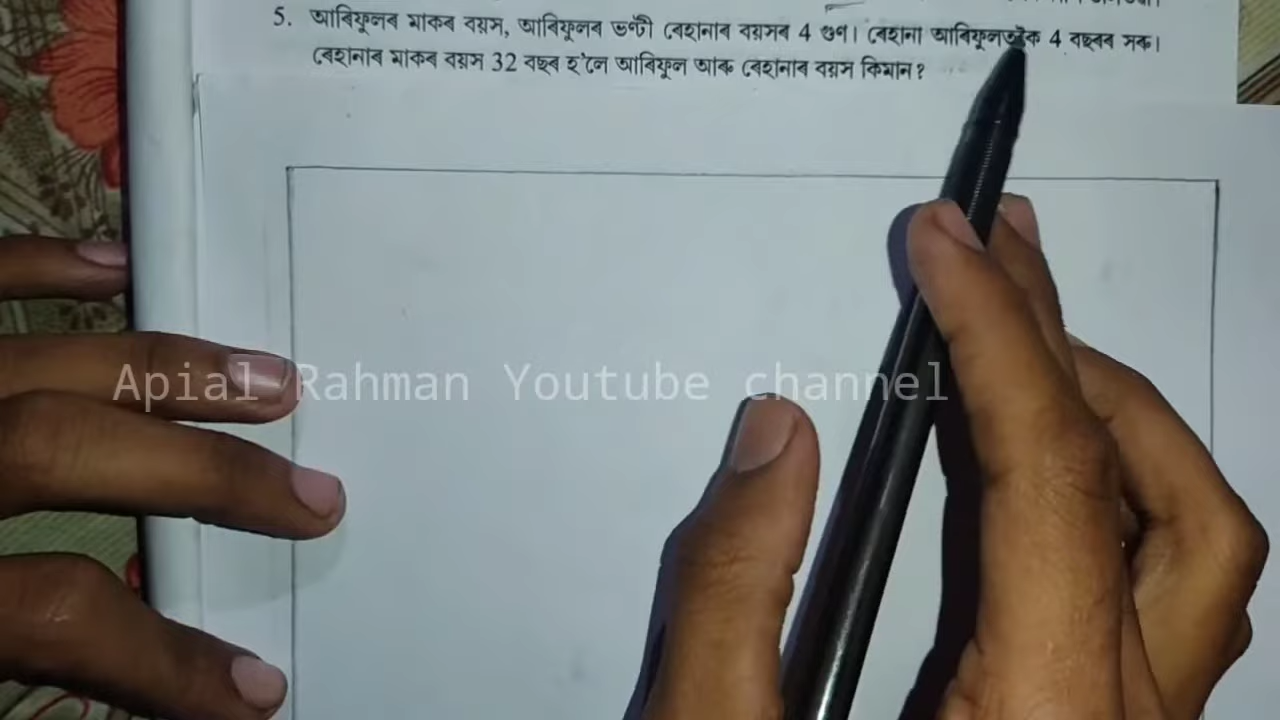 5. আৰিফুলৰ মাকৰ বয়স, আৰিফুলৰ ভণ্টী ৰেহানাৰ বয়সৰ 4 গুণ। ৰেহানা আৰিফুলতকৈ 4 বছৰৰ সৰু।
ৰেহানাৰ মাকৰ বয়স 32 বছৰ হ'লে আৰিফুল আৰু ৰেহানাৰ বয়স কিমান?
Apial Rahman Youtube channel